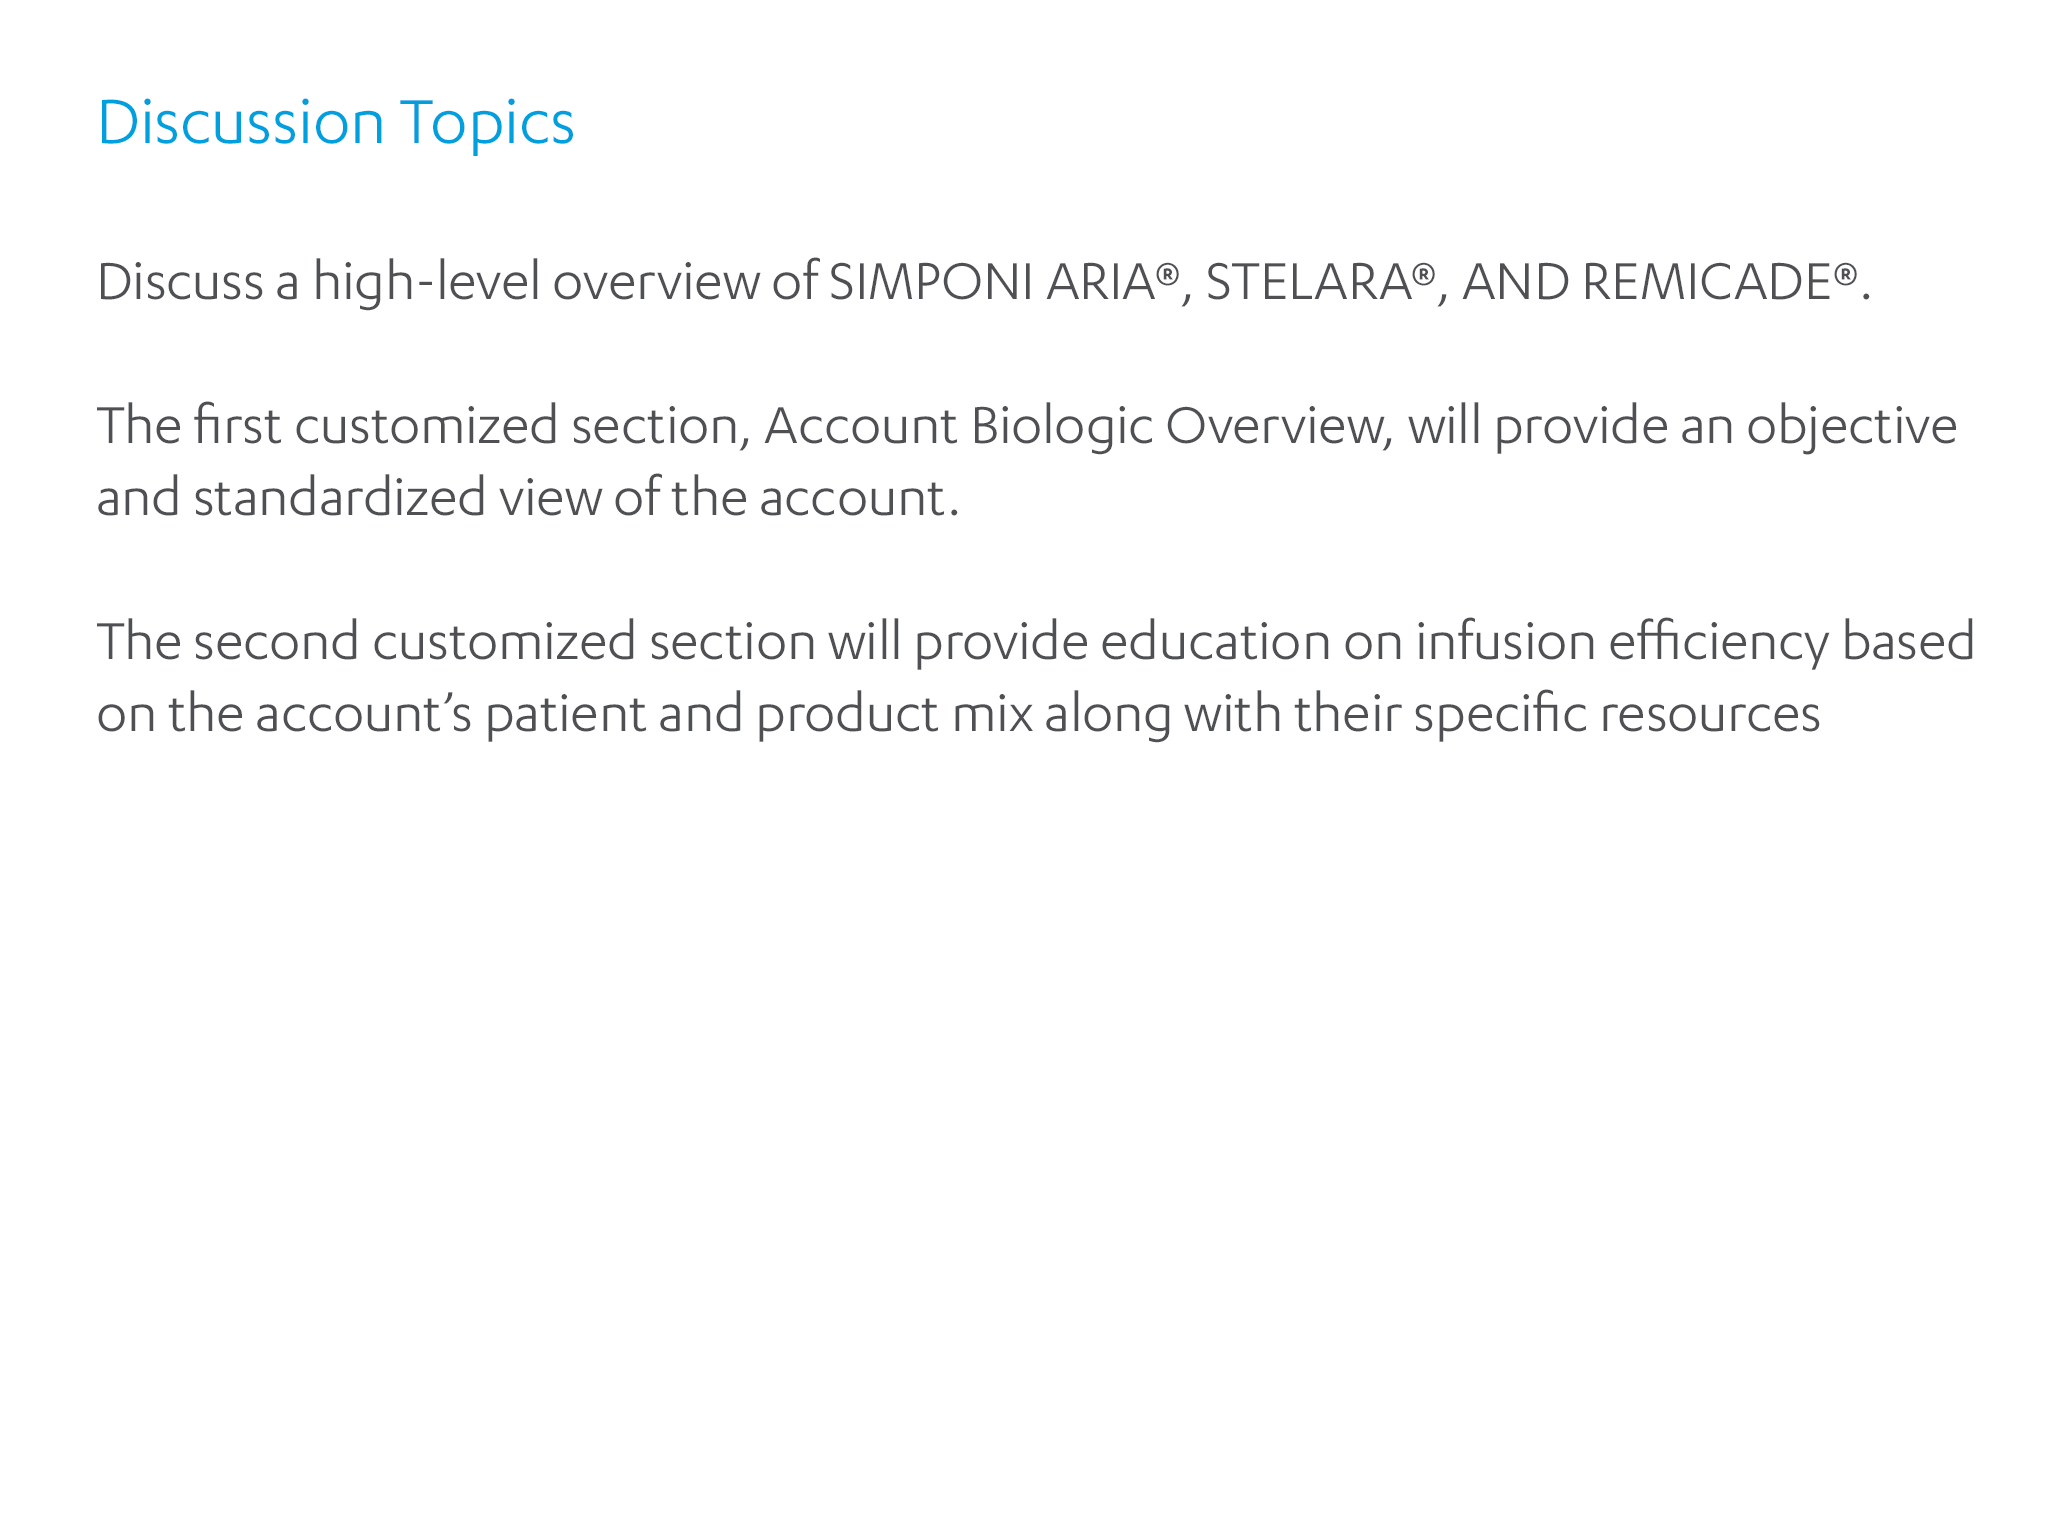 Discussion Topics
Discuss a high-level overview of SIMPONI ARIA®, STELARA®, AND REMICADE®.
The first customized section, Account Biologic Overview, will provide an objective
and standardized view of the account.
The second customized section will provide education on infusion efficiency based
on the account’s patient and product mix along with their specific resources